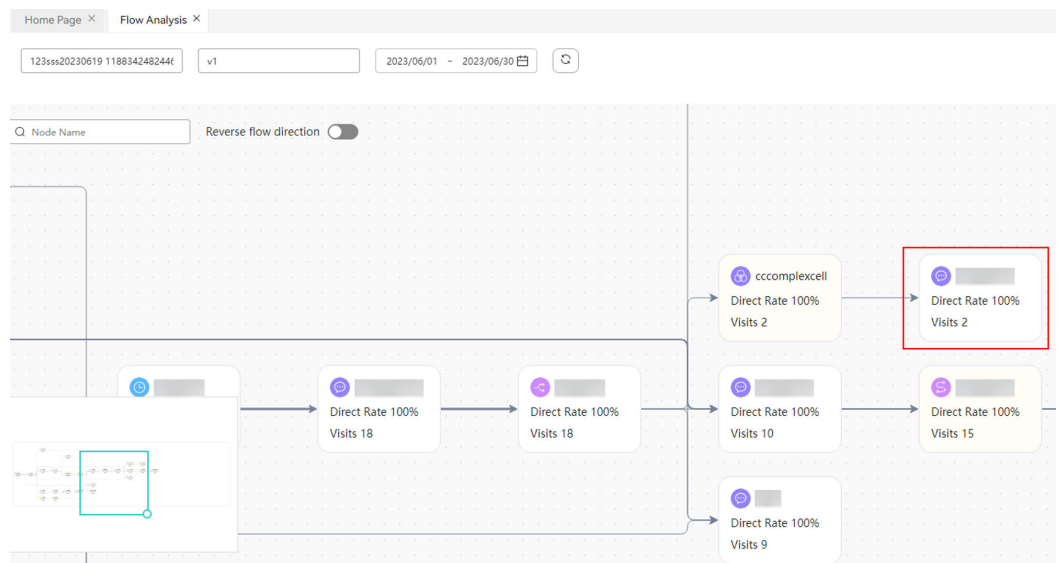 Home Page
Flow Analysis
123sss20230619 118834248244
v1
2023/06/01 – 2023/06/30
Node Name
Reverse flow direction
cccomplexcell
Direct Rate 100%
Visits 2
Direct Rate 100%
Visits 2
Direct Rate 100%
Visits 18
Direct Rate 100%
Visits 18
Direct Rate 100%
Visits 10
Direct Rate 100%
Visits 15
Direct Rate 100%
Visits 9